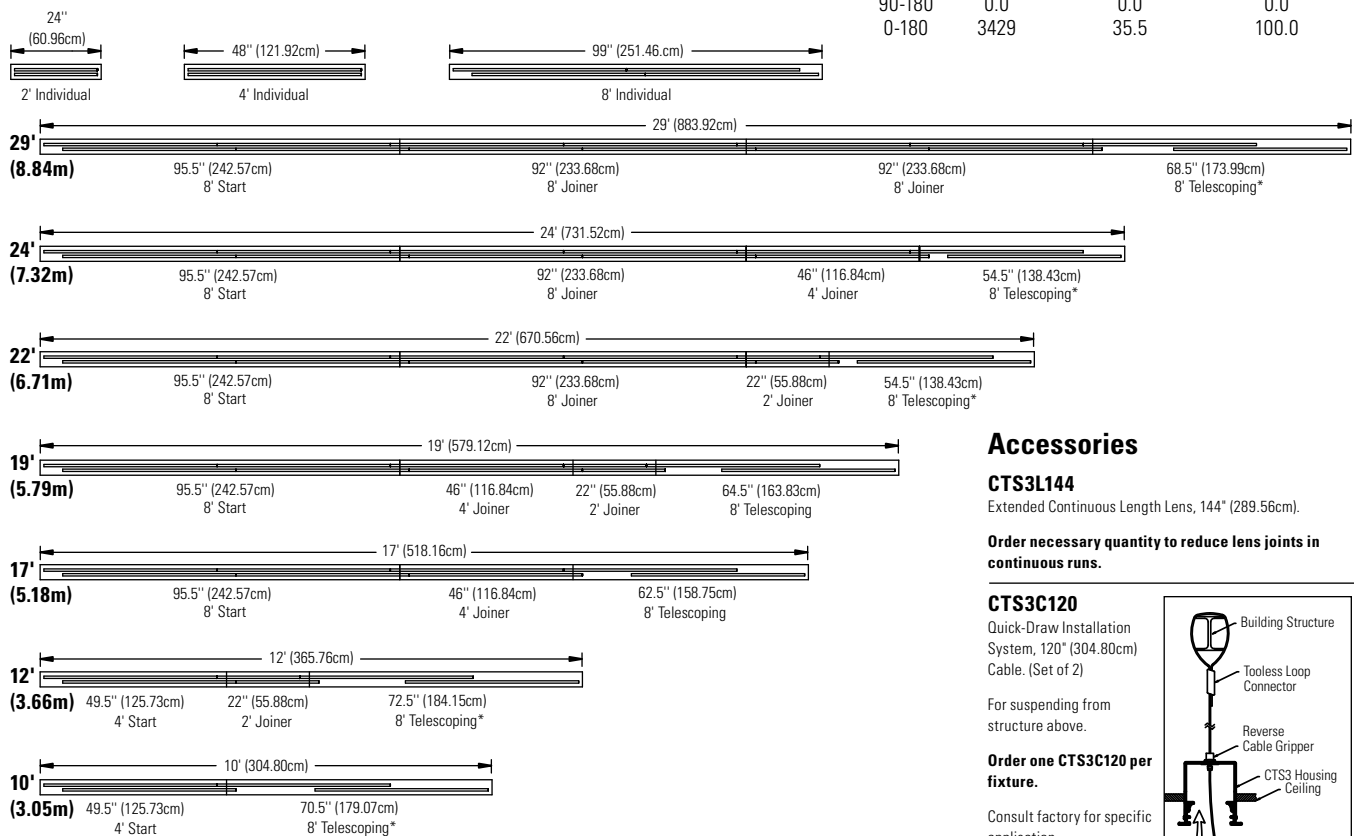 90-180 0.0 0.0 0.0
0-180 3429 35.5 100.0
24''
(60.96cm)
48'' (121.92cm)
99'' (251.46.cm)
2' Individual
4' Individual
8' Individual
29' (883.92cm)
29'
(8.84m)
95.5'' (242.57cm)
8' Start
92'' (233.68cm)
8' Joiner
92'' (233.68cm)
8' Joiner
68.5'' (173.99cm)
8' Telescoping*
24' (731.52cm)
24'
(7.32m)
95.5'' (242.57cm)
8' Start
92'' (233.68cm)
8' Joiner
46'' (116.84cm)
4' Joiner
54.5'' (138.43cm)
8' Telescoping*
22' (670.56cm)
22'
(6.71m)
95.5'' (242.57cm)
8' Start
92'' (233.68cm)
8' Joiner
22'' (55.88cm)
2' Joiner
54.5'' (138.43cm)
8' Telescoping*
19' (579.12cm)
19'
(5.79m)
95.5'' (242.57cm)
8' Start
46'' (116.84cm)
4' Joiner
22'' (55.88cm)
2' Joiner
64.5'' (163.83cm)
8' Telescoping
17' (518.16cm)
17'
(5.18m)
95.5'' (242.57cm)
8' Start
46'' (116.84cm)
4' Joiner
62.5'' (158.75cm)
8' Telescoping
12' (365.76cm)
12'
(3.66m)
49.5'' (125.73cm)
4' Start
22'' (55.88cm)
2' Joiner
72.5'' (184.15cm)
8' Telescoping*
10' (304.80cm)
10'
(3.05m)
49.5'' (125.73cm)
4' Start
70.5'' (179.07cm)
8' Telescoping*
Accessories
CTS3L144
Extended Continuous Length Lens, 144" (289.56cm).
Order necessary quantity to reduce lens joints in
continuous runs.
CTS3C120
Quick-Draw Installation
System, 120" (304.80cm)
Cable. (Set of 2)
For suspending from
structure above.
Order one CTS3C120 per
fixture.
Consult factory for specific
application
Building Structure
Tooless Loop
Connector
Reverse
Cable Gripper
CTS3 Housing
Ceiling